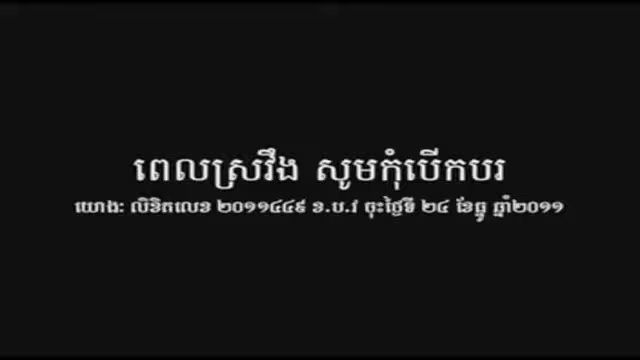 ពេលស្រវឹង សូមកុំបើកបរ
យោង: លិខិតលេខ ២០១១៤៤៩ ខ.ប.វ ចុះថ្ងៃទី ២៤ ខែធ្នូ ឆ្នាំ២០១១